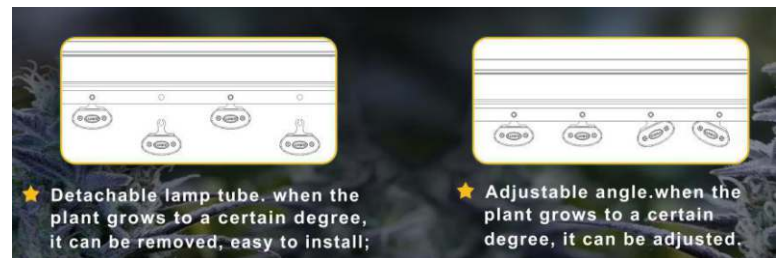 Detachable lamp tube. when the
plant grows to a certain degree,
it can be removed, easy to install;
Adjustable angle.when the
plant grows to a certain
degree, it can be adjusted.